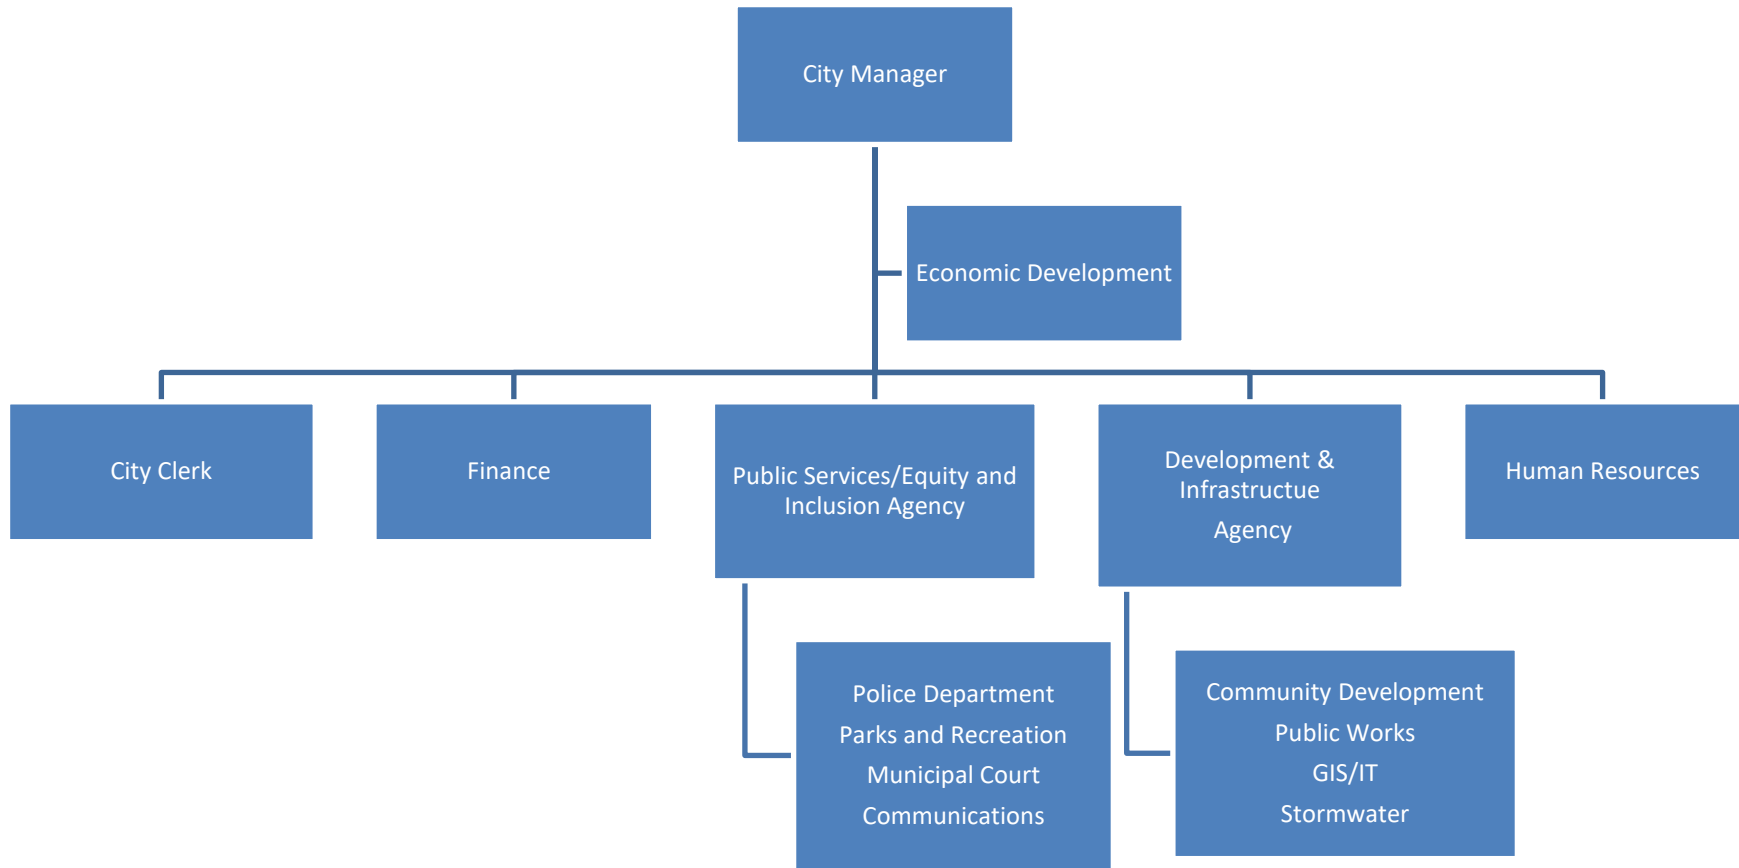 City Manager
Economic Development
City Clerk
Finance
Public Services/Equity and
Inclusion Agency
Development &
Infrastructue
Agency
Human Resources
Police Department
Parks and Recreation
Municipal Court
Communications
Community Development
Public Works
GIS/IT
Stormwater